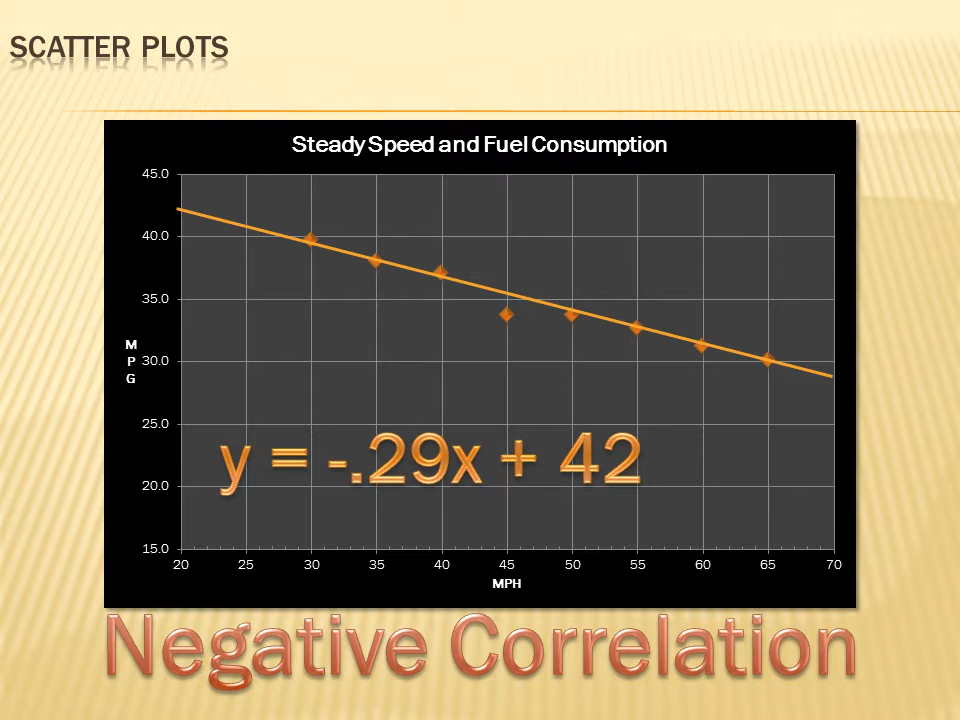 SCATTER PLOTS
Steady Speed and Fuel Consumption
45.0
40.0
35.0
M
P
G
30.0
25.0
y = -.29x + 42
20.0
15.0
20 25 30 35 40 45 50 55 60 65 70
MPH
Negative Correlation